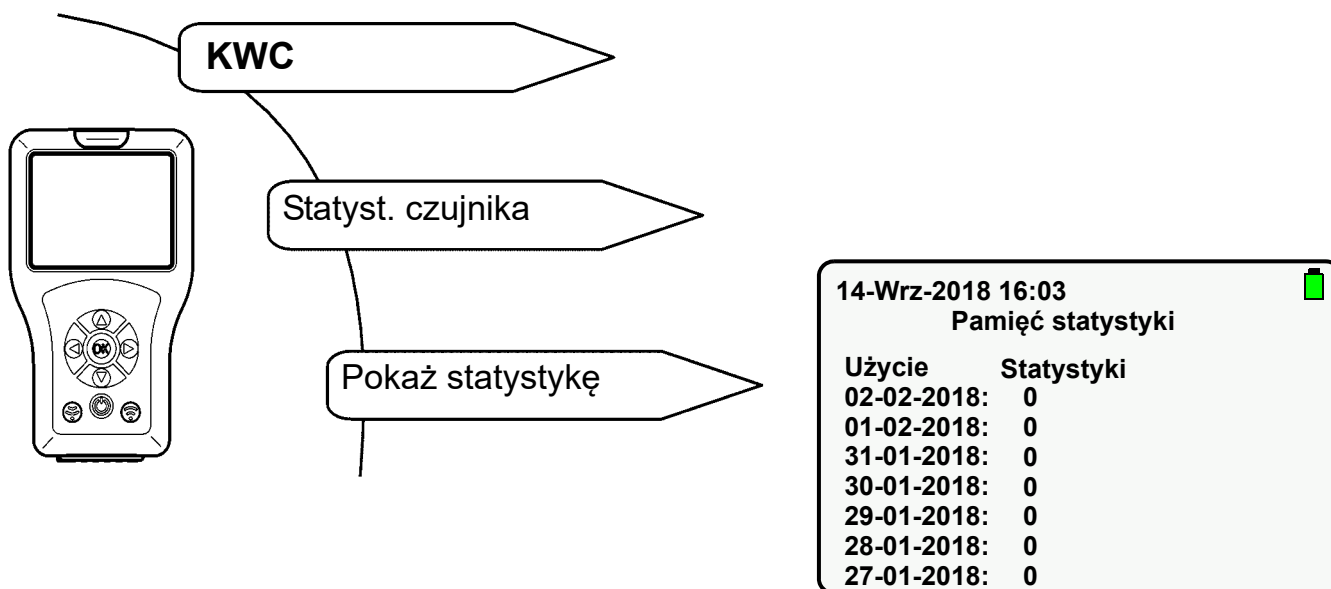 KWC
Statyst. czujnika
Pokaż statystykę
OK
14-Wrz-2018 16:03
Pamięć statystyki
Użycie Statystyki
02-02-2018: 0
01-02-2018: 0
31-01-2018: 0
30-01-2018: 0
29-01-2018: 0
28-01-2018: 0
27-01-2018: 0